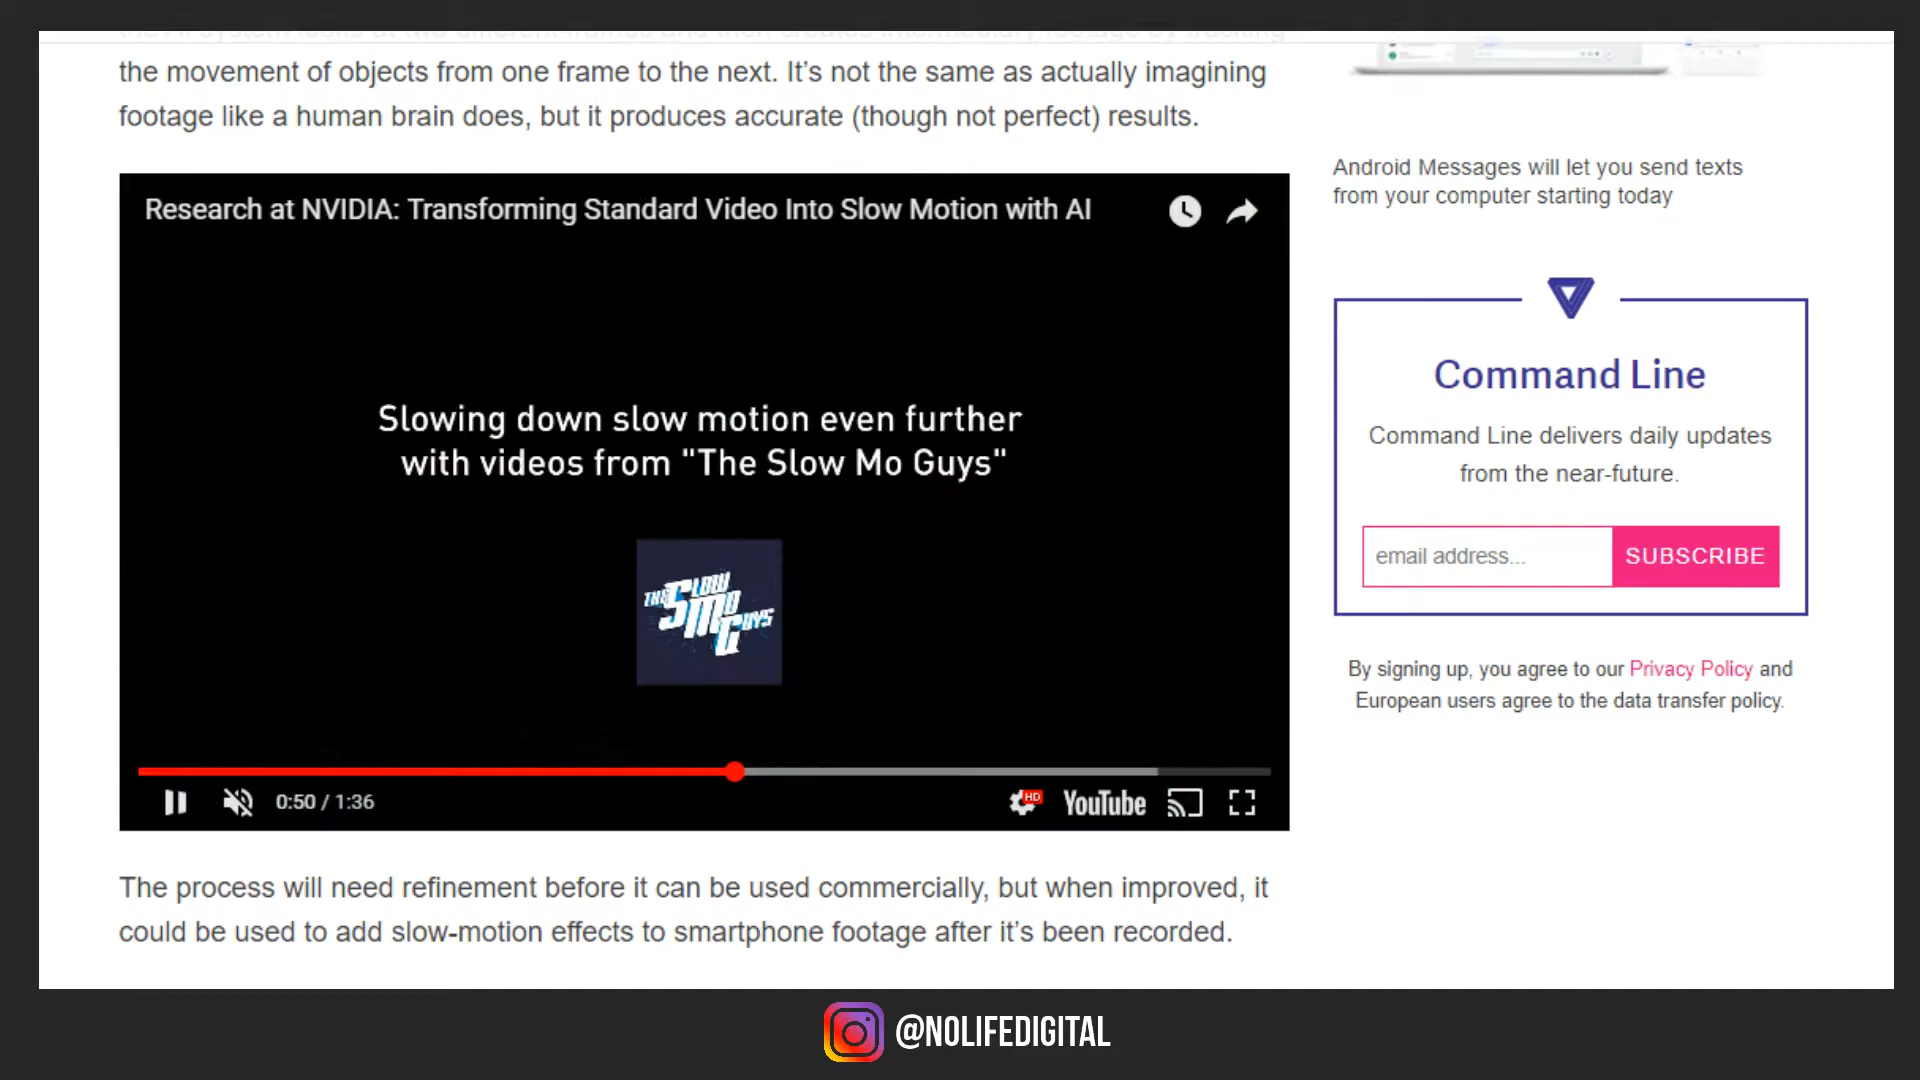 the movement of objects from one frame to the next. It’s not the same as actually imagining
footage like a human brain does, but it produces accurate (though not perfect) results.
Research at NVIDIA: Transforming Standard Video Into Slow Motion with AI
Slowing down slow motion even further
with videos from "The Slow Mo Guys"
THE SLOW
MO
GUYS
0:50 / 1:36
HD
YouTube
The process will need refinement before it can be used commercially, but when improved, it
could be used to add slow-motion effects to smartphone footage after it’s been recorded.
Android Messages will let you send texts
from your computer starting today
Command Line
Command Line delivers daily updates
from the near-future.
email address...
SUBSCRIBE
By signing up, you agree to our Privacy Policy and
European users agree to the data transfer policy.
@NOLIFEDIGITAL